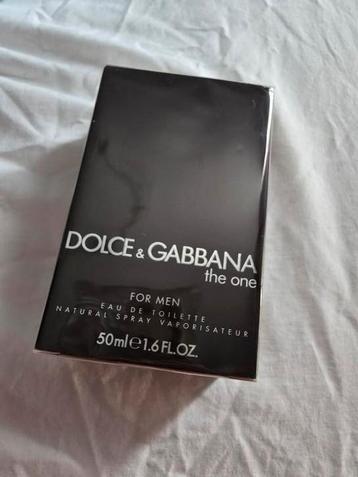 DOLCE & GABBANA
the one
FOR MEN
EAU DE TOILETTE
NATURAL SPRAY VAPORISATEUR
50ml ℮ 1.6 FL.OZ.